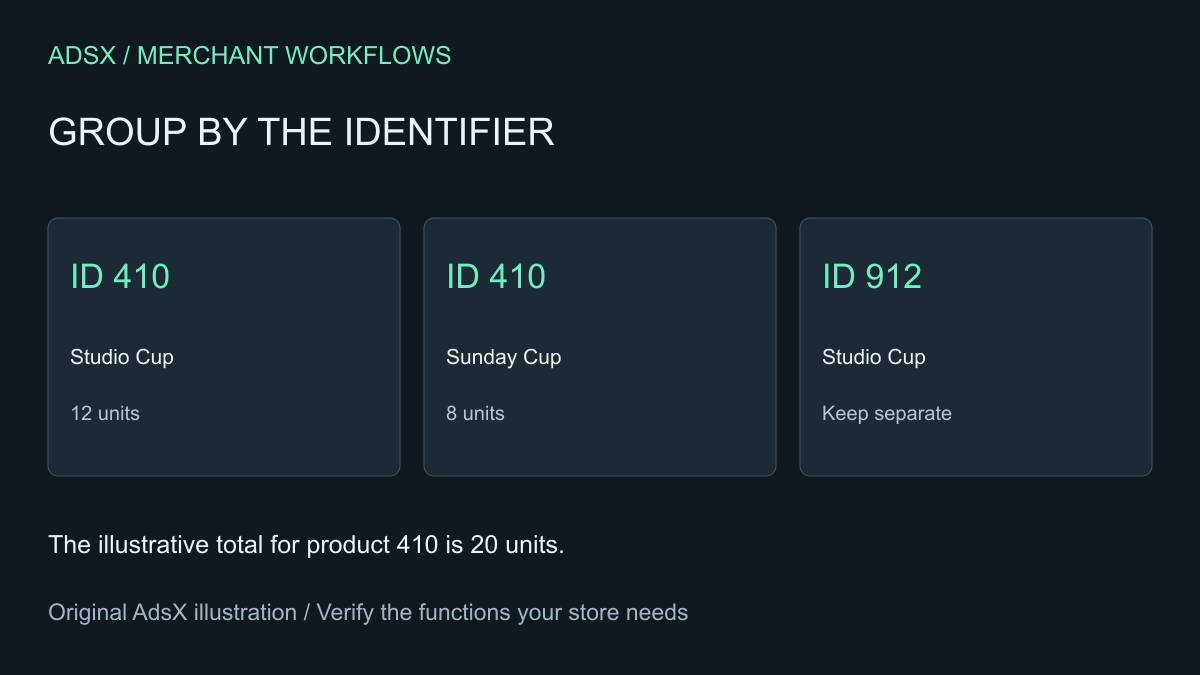 ADSX / MERCHANT WORKFLOWS
GROUP BY THE IDENTIFIER
ID 410
Studio Cup
12 units
ID 410
Sunday Cup
8 units
ID 912
Studio Cup
Keep separate
The illustrative total for product 410 is 20 units.
Original AdsX illustration / Verify the functions your store needs